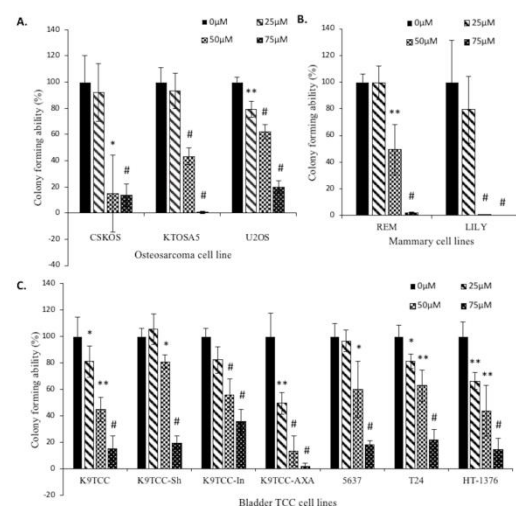 A.
0µM 25µM
50µM 75µM
Colony forming ability (%)
140
120
100
80
60
40
20
0
-20
-40
* # # # ** # #
CSKOS KTOSA5 U2OS
Osteosarcoma cell line
B.
0µM 25µM
50µM 75µM
Colony forming ability (%)
140
120
100
80
60
40
20
0
** # # #
REM LILY
Mammary cell lines
C.
0µM 25µM
50µM 75µM
Colony forming ability (%)
140
120
100
80
60
40
20
0
-20
* ** # * # # # ** # # * # * ** # ** ** #
K9TCC K9TCC-Sh K9TCC-In K9TCC-AXA 5637 T24 HT-1376
Bladder TCC cell lines